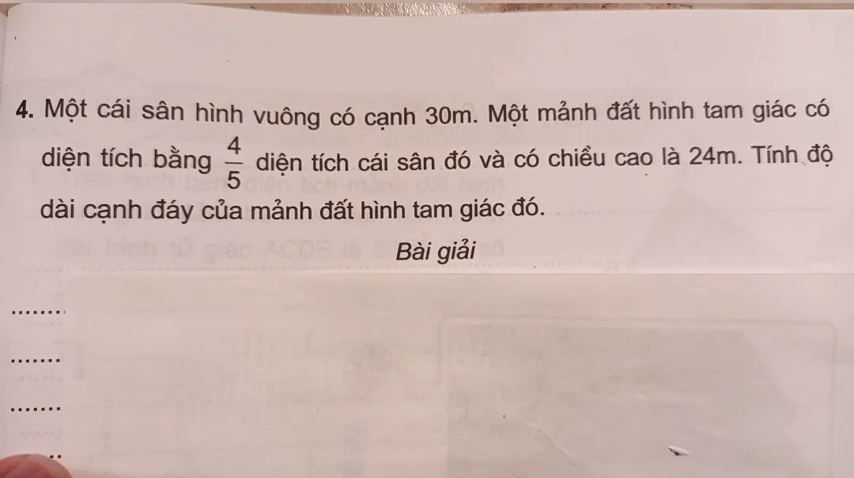 4. Một cái sân hình vuông có cạnh 30m. Một mảnh đất hình tam giác có
diện tích bằng 4/5 diện tích cái sân đó và có chiều cao là 24m. Tính độ
dài cạnh đáy của mảnh đất hình tam giác đó.
Bài giải